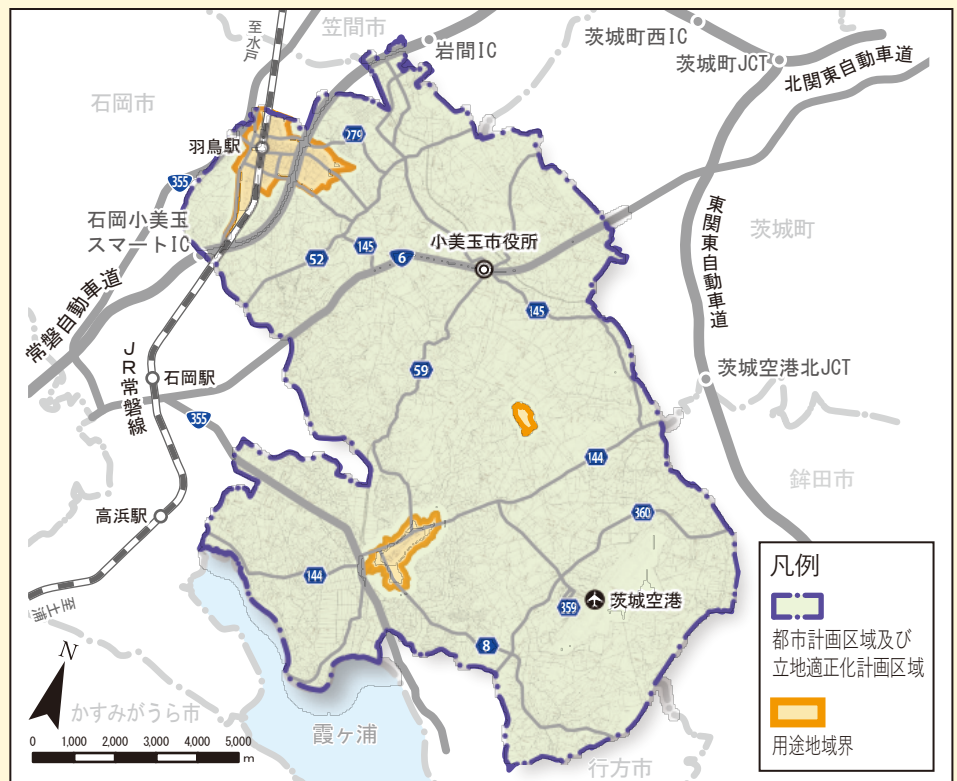 至水戸
笠間市
岩間IC
茨城町西IC
茨城町JCT
北関東自動車道
石岡市
羽鳥駅
279
355
石岡小美玉
スマートIC
52
145
6
小美玉市役所
東関東自動車道
茨城町
145
常磐自動車道
JR常磐線
59
石岡駅
茨城空港北JCT
355
144
鉾田市
高浜駅
360
144
359
茨城空港
8
至土浦
N
かすみがうら市
霞ヶ浦
行方市
0 1,000 2,000 3,000 4,000 5,000
m
凡例
都市計画区域及び
立地適正化計画区域
用途地域界